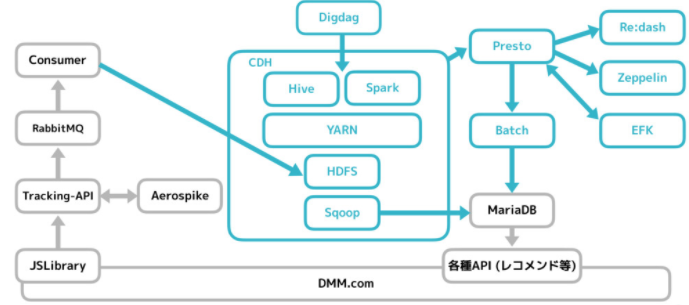 Digdag
Re:dash
Consumer
CDH
Presto
Hive
Spark
Zeppelin
RabbitMQ
YARN
Batch
EFK
HDFS
Tracking-API
Aerospike
Sqoop
MariaDB
JSLibrary
各種API (レコメンド等)
DMM.com